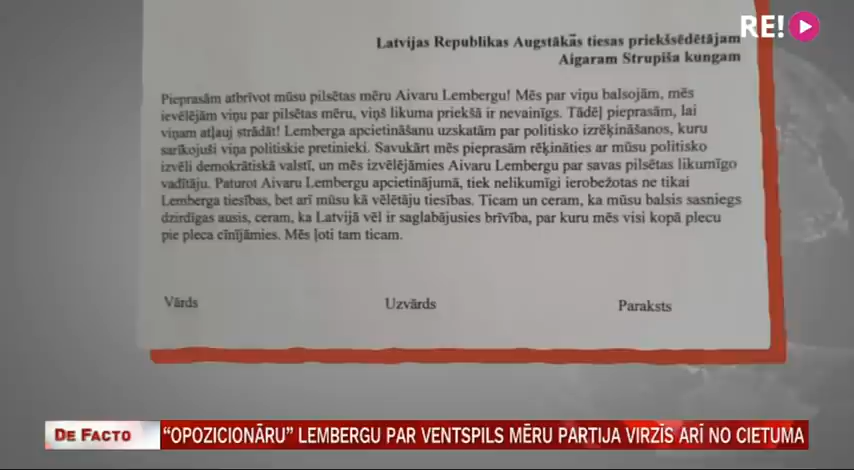 RE!
Latvijas Republikas Augstākās tiesas priekšsēdētājam
Aigaram Strupiša kungam
Pieprasām atbrīvot mūsu pilsētas mēru Aivaru Lembergu! Mēs par viņu balsojām, mēs
ievēlējām viņu par pilsētas mēru, viņš likuma priekšā ir nevainīgs. Tādēļ pieprasām, lai
viņam atļauj strādāt! Lemberga apcietināšanu uzskatām par politisko izrēķināšanos, kuru
sarīkojuši viņa politiskie pretinieki. Savukārt mēs pieprasām rēķināties ar mūsu politisko
izvēli demokrātiskā valstī, un mēs izvēlējāmies Aivaru Lembergu par savas pilsētas likumīgo
vadītāju. Paturot Aivaru Lembergu apcietinājumā, tiek nelikumīgi ierobežotas ne tikai
Lemberga tiesības, bet arī mūsu kā vēlētāju tiesības. Ticam un ceram, ka mūsu balsis sasniegs
dzirdīgas ausis, ceram, ka Latvijā vēl ir saglabājusies brīvība, par kuru mēs visi kopā plecu
pie pleca cīnījāmies. Mēs ļoti tam ticam.
Vārds Uzvārds Paraksts
DE FACTO "OPOZICIONĀRU" LEMBERGU PAR VENTSPILS MĒRU PARTIJA VIRZĪS ARĪ NO CIETUMA